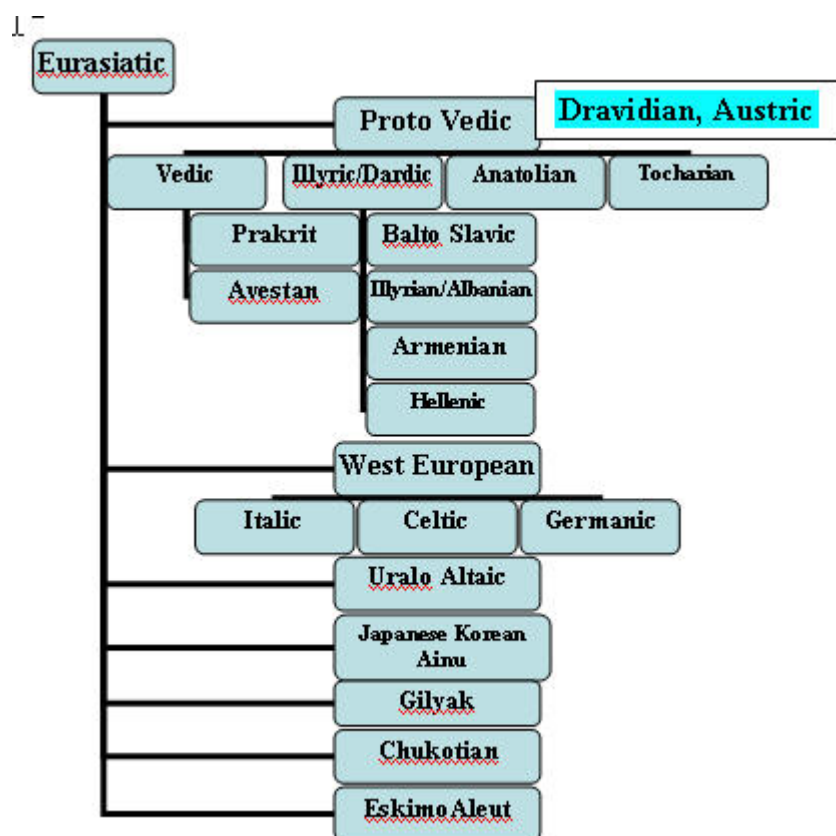 Eurasiatic
Proto Vedic
Dravidian, Austric
Vedic
Illyric/Dardic
Anatolian
Tocharian
Prakrit
Balto Slavic
Avestan
Illyrian/Albanian
Armenian
Hellenic
West European
Italic
Celtic
Germanic
Uralo Altaic
Japanese Korean
Ainu
Gilyak
Chukotian
Eskimo Aleut